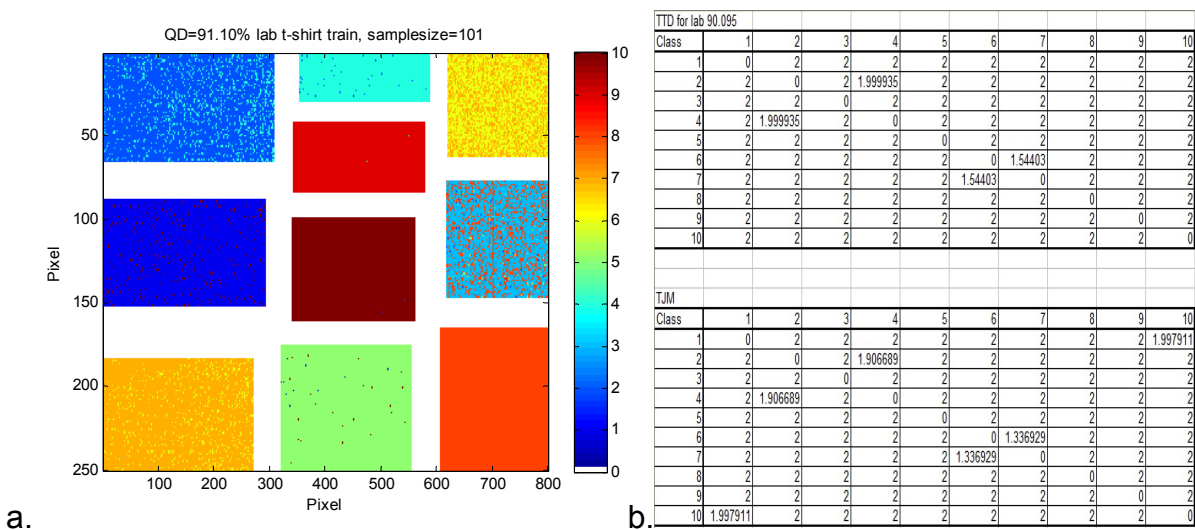 QD=91.10% lab t-shirt train, samplesize=101
10
9
8
7
6
5
4
3
2
1
0
50
100
150
200
250
Pixel
100 200 300 400 500 600 700 800
Pixel
a.
TTD for lab 90.095
Class 1 2 3 4 5 6 7 8 9 10
1 0 2 2 2 2 2 2 2 2 2
2 2 0 2 1.999935 2 2 2 2 2 2
3 2 2 0 2 2 2 2 2 2 2
4 2 1.999935 2 0 2 2 2 2 2 2
5 2 2 2 2 0 2 2 2 2 2
6 2 2 2 2 2 0 1.54403 2 2 2
7 2 2 2 2 2 1.54403 0 2 2 2
8 2 2 2 2 2 2 2 0 2 2
9 2 2 2 2 2 2 2 2 0 2
10 2 2 2 2 2 2 2 2 2 0
TJM
Class 1 2 3 4 5 6 7 8 9 10
1 0 2 2 2 2 2 2 2 2 1.997911
2 2 0 2 1.906689 2 2 2 2 2 2
3 2 2 0 2 2 2 2 2 2 2
4 2 1.906689 2 0 2 2 2 2 2 2
5 2 2 2 2 0 2 2 2 2 2
6 2 2 2 2 2 0 1.336929 2 2 2
7 2 2 2 2 2 1.336929 0 2 2 2
8 2 2 2 2 2 2 2 0 2 2
9 2 2 2 2 2 2 2 2 0 2
10 1.997911 2 2 2 2 2 2 2 2 0
b.